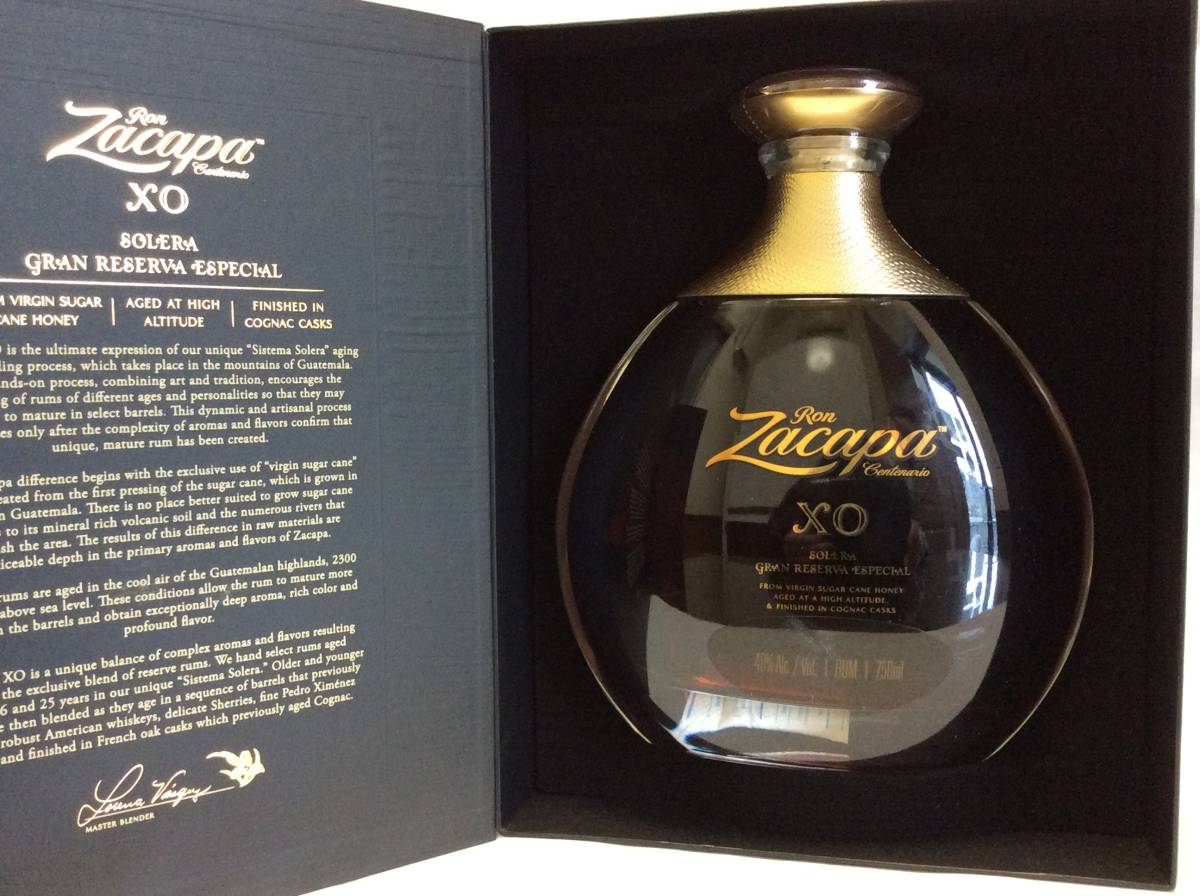 Ron
Zacapa™
Centenario
XO
SOLERA
GRAN RESERVA ESPECIAL
VIRGIN SUGAR
CANE HONEY
AGED AT HIGH
ALTITUDE
FINISHED IN
COGNAC CASKS
is the ultimate expression of our unique “Sistema Solera” aging
process, which takes place in the mountains of Guatemala.
process, combining art and tradition, encourages the
of rums of different ages and personalities so that they may
to mature in select barrels. This dynamic and artisanal process
only after the complexity of aromas and flavors confirm that
unique, mature rum has been created.
difference begins with the exclusive use of “virgin sugar cane”
from the first pressing of the sugar cane, which is grown in
Guatemala. There is no place better suited to grow sugar cane
to its mineral rich volcanic soil and the numerous rivers that
the area. The results of this difference in raw materials are
depth in the primary aromas and flavors of Zacapa.
rums are aged in the cool air of the Guatemalan highlands, 2300
above sea level. These conditions allow the rum to mature more
the barrels and obtain exceptionally deep aroma, rich color and
profound flavor.
XO is a unique balance of complex aromas and flavors resulting
the exclusive blend of reserve rums. We hand select rums aged
6 and 25 years in our unique “Sistema Solera.” Older and younger
then blended as they age in a sequence of barrels that previously
robust American whiskeys, delicate Sherries, fine Pedro Ximénez
and finished in French oak casks which previously aged Cognac.
MASTER BLENDER
Ron
Zacapa™
Centenario
XO
SOLERA
GRAN RESERVA ESPECIAL
FROM VIRGIN SUGAR CANE HONEY
AGED AT A HIGH ALTITUDE,
& FINISHED IN COGNAC CASKS
40% Alc. / Vol. | RUM | 750ml